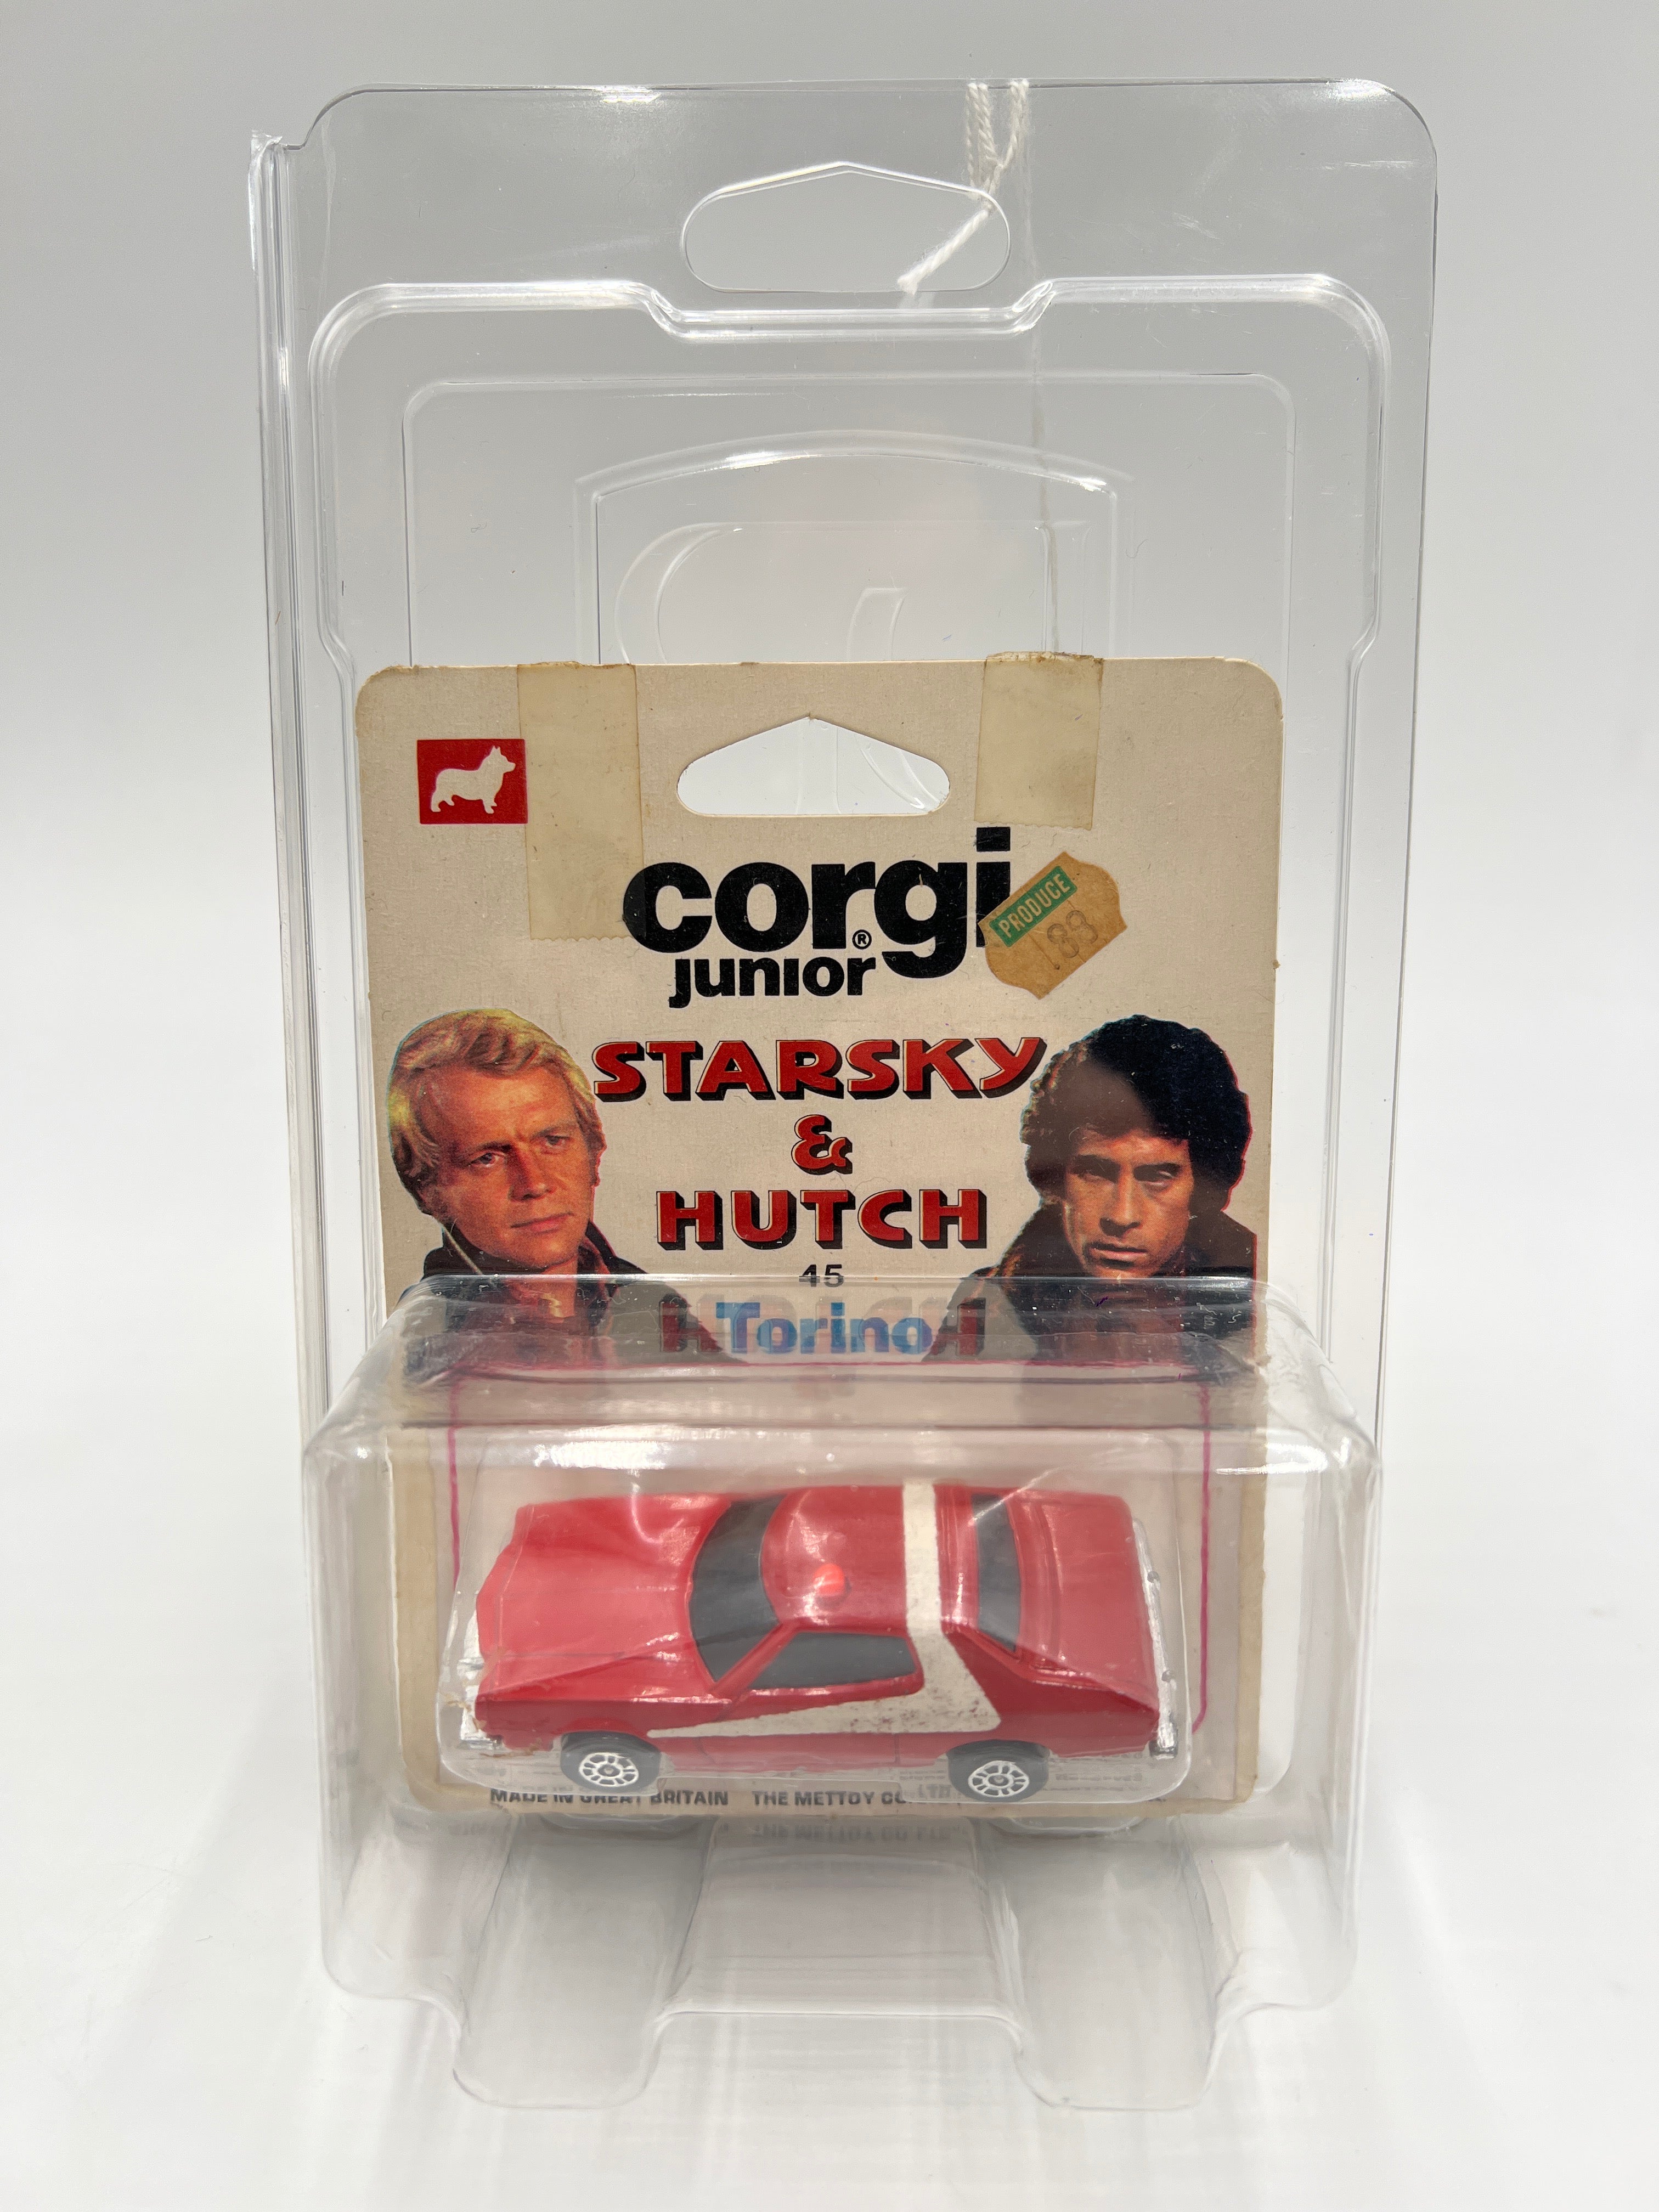 corgi®
PRODUCE
junior
STARSKY
&
HUTCH
45
Torino
MADE IN GREAT BRITAIN THE METTOY CO.